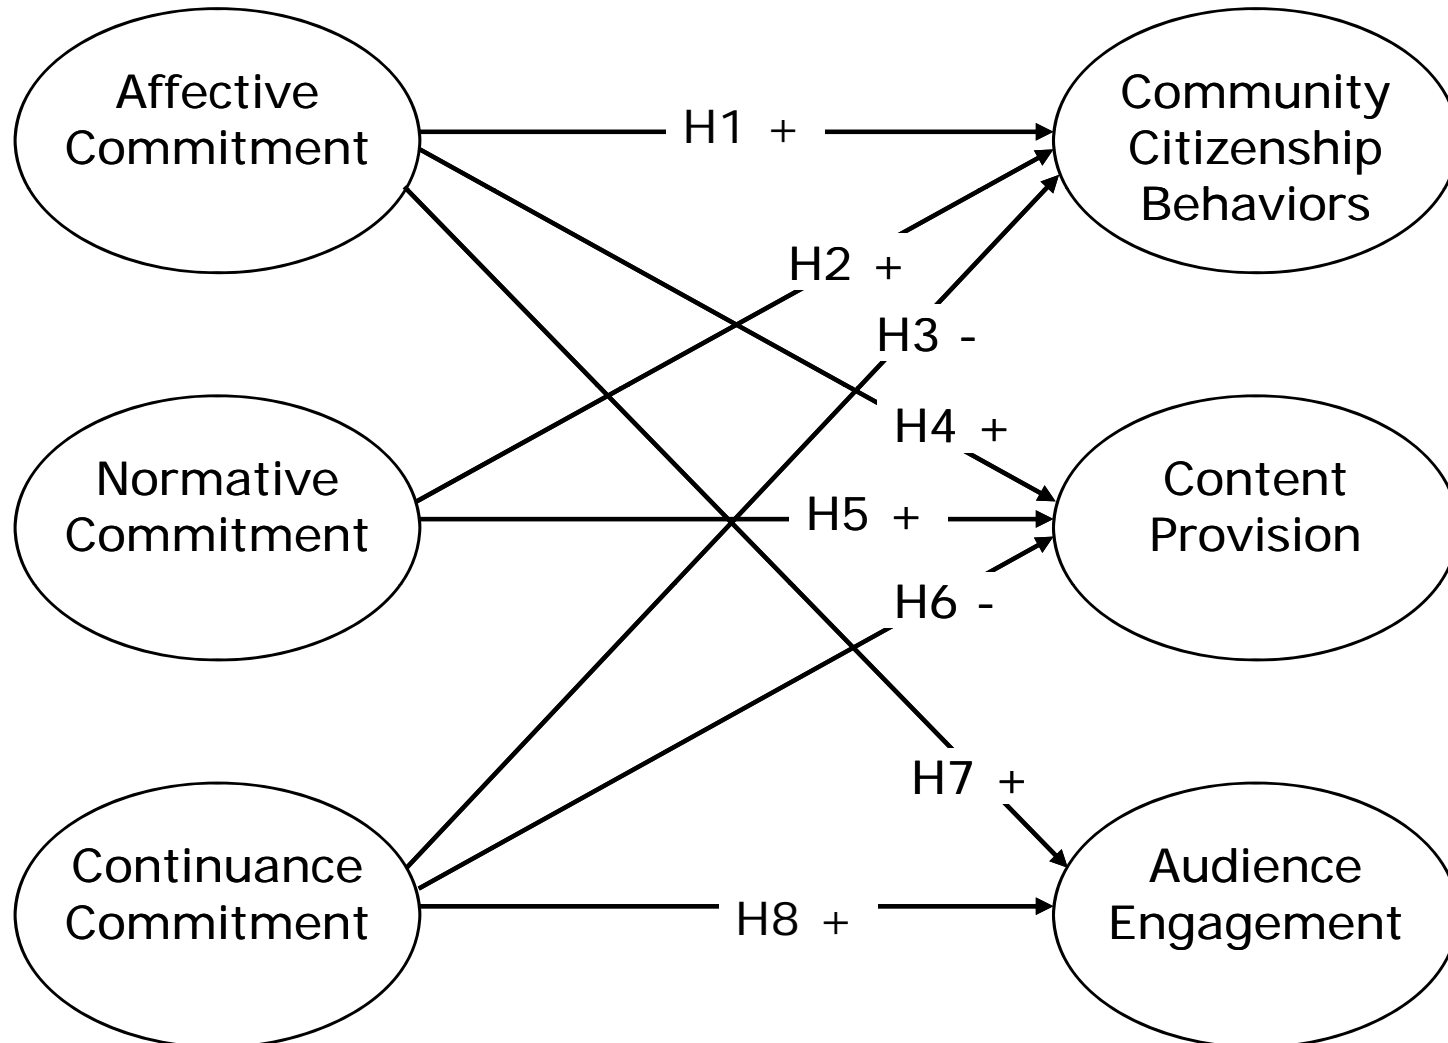 Affective
Commitment
H1 +
Community
Citizenship
Behaviors
H2 +
H3 -
H4 +
Normative
Commitment
H5 +
Content
Provision
H6 -
H7 +
Continuance
Commitment
H8 +
Audience
Engagement